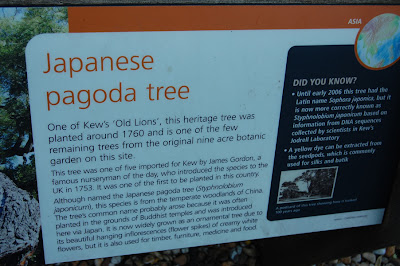 ASIA
Japanese
pagoda tree
One of Kew's 'Old Lions', this heritage tree was
planted around 1760 and is one of the few
remaining trees from the original nine acre botanic
garden on this site.
This tree was one of five imported for Kew by James Gordon, a
famous nurseryman of the day, who introduced the species to the
UK in 1753. It was one of the first to be planted in this country.
Although named the Japanese pagoda tree (Styphnolobium
japonicum), this species is from the temperate woodlands of China.
The tree's common name probably arose because it was often
planted in the grounds of Buddhist temples and was introduced
here via Japan. It is now widely grown as an ornamental tree due to
its beautiful hanging inflorescences (flower spikes) of creamy white
flowers, but it is also used for timber, furniture, medicine and food.
DID YOU KNOW?
• Until early 2006 this tree had the
Latin name Sophora japonica, but it
is now more correctly known as
Styphnolobium japonicum based on
information from DNA sequences
collected by scientists in Kew's
Jodrell Laboratory
• A yellow dye can be extracted from
the seedpods, which is commonly
used for silks and batik